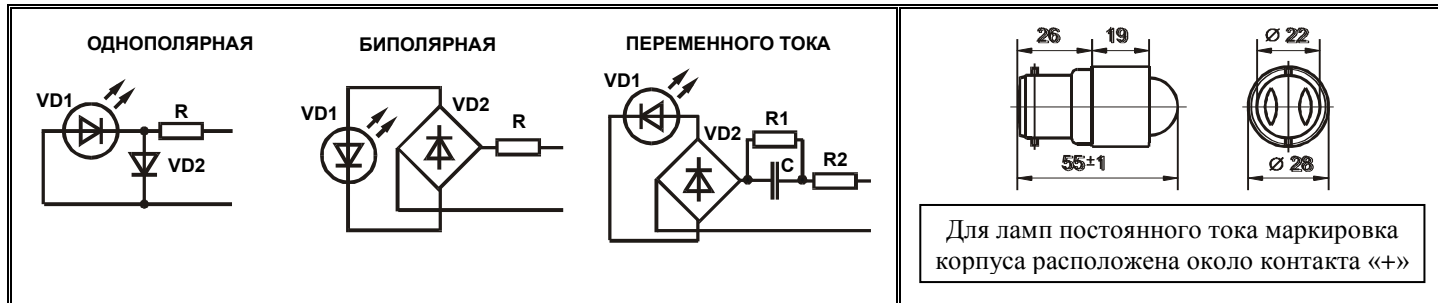 ОДНОПОЛЯРНАЯ
VD1
R
VD2
БИПОЛЯРНАЯ
VD1
VD2
R
ПЕРЕМЕННОГО ТОКА
VD1
VD2
R1
C
R2
26
19
⌀ 22
55±1
⌀ 28
Для ламп постоянного тока маркировка
корпуса расположена около контакта «+»